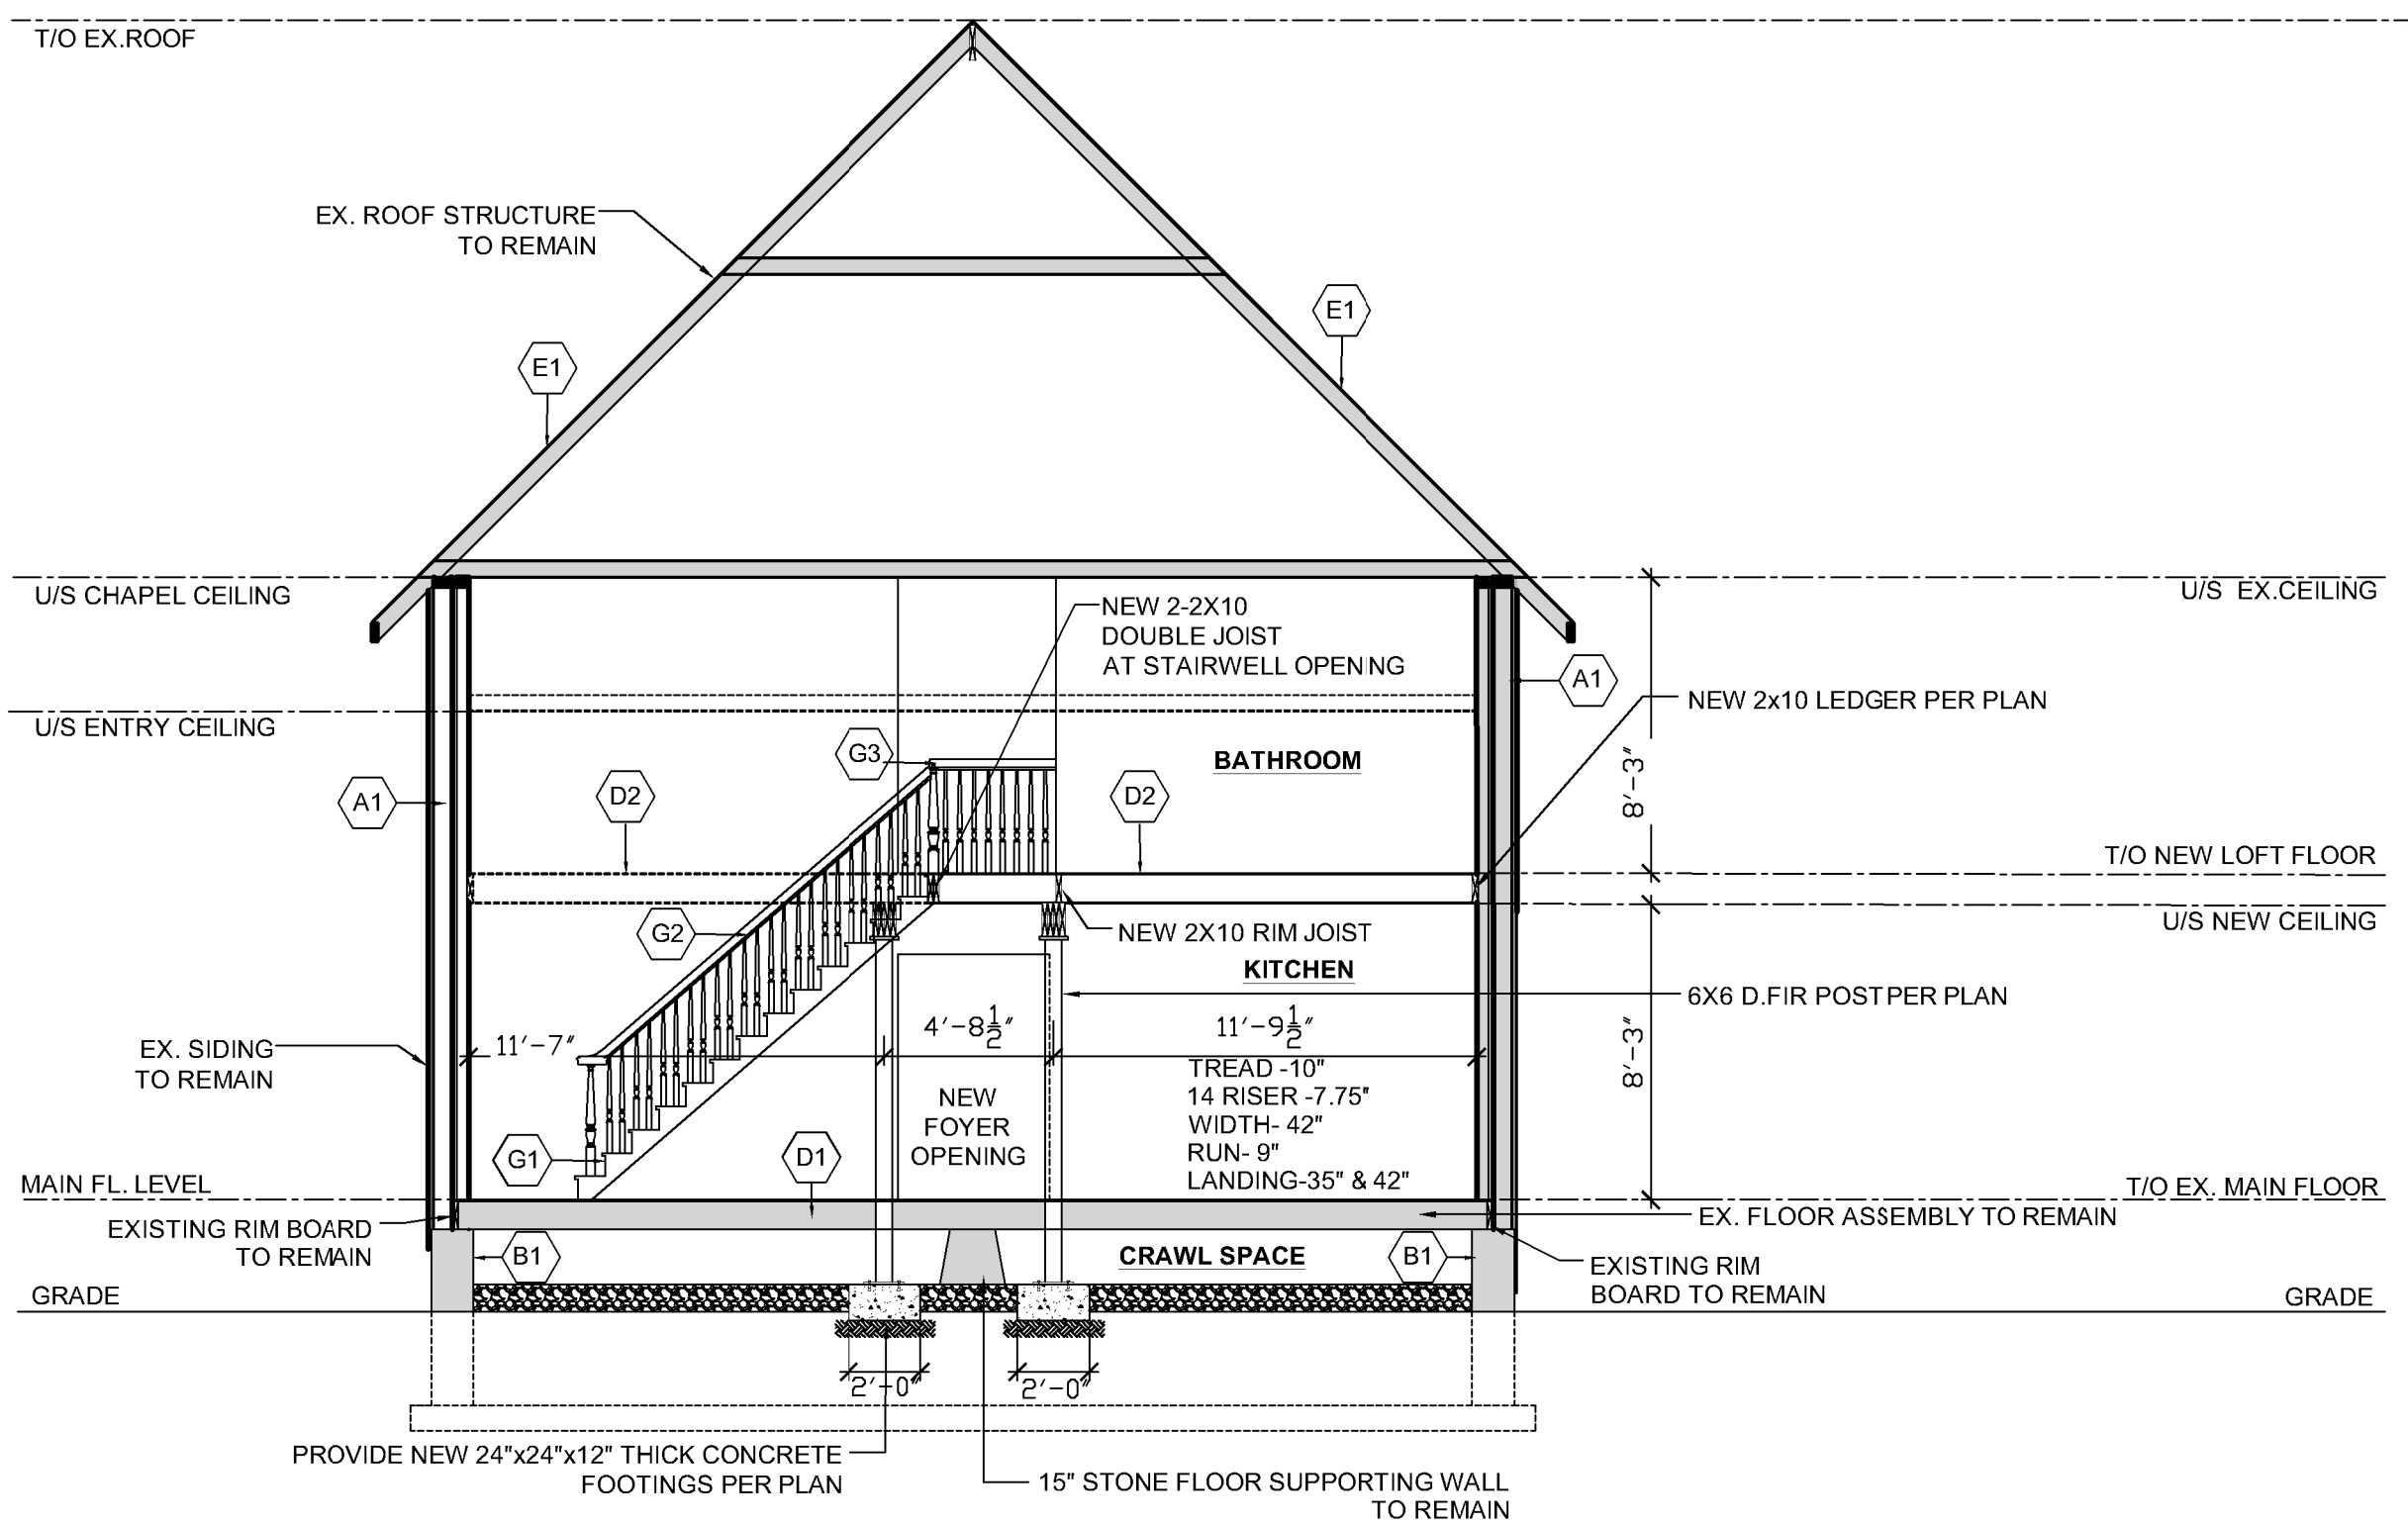 T/O EX.ROOF
EX. ROOF STRUCTURE
TO REMAIN
E1
E1
U/S CHAPEL CEILING
U/S EX.CEILING
NEW 2-2X10
DOUBLE JOIST
AT STAIRWELL OPENING
A1
NEW 2x10 LEDGER PER PLAN
U/S ENTRY CEILING
G3
BATHROOM
8'-3"
A1
D2
D2
T/O NEW LOFT FLOOR
G2
NEW 2X10 RIM JOIST
U/S NEW CEILING
KITCHEN
6X6 D.FIR POST PER PLAN
11'-7"
4'-8 1/2"
11'-9 1/2"
8'-3"
EX. SIDING
TO REMAIN
TREAD -10"
14 RISER -7.75"
WIDTH- 42"
RUN- 9"
LANDING-35" & 42"
NEW
FOYER
OPENING
G1
D1
MAIN FL. LEVEL
T/O EX. MAIN FLOOR
EXISTING RIM BOARD
TO REMAIN
EX. FLOOR ASSEMBLY TO REMAIN
B1
CRAWL SPACE
B1
EXISTING RIM
BOARD TO REMAIN
GRADE
GRADE
2'-0"
2'-0"
PROVIDE NEW 24"x24"x12" THICK CONCRETE
FOOTINGS PER PLAN
15" STONE FLOOR SUPPORTING WALL
TO REMAIN